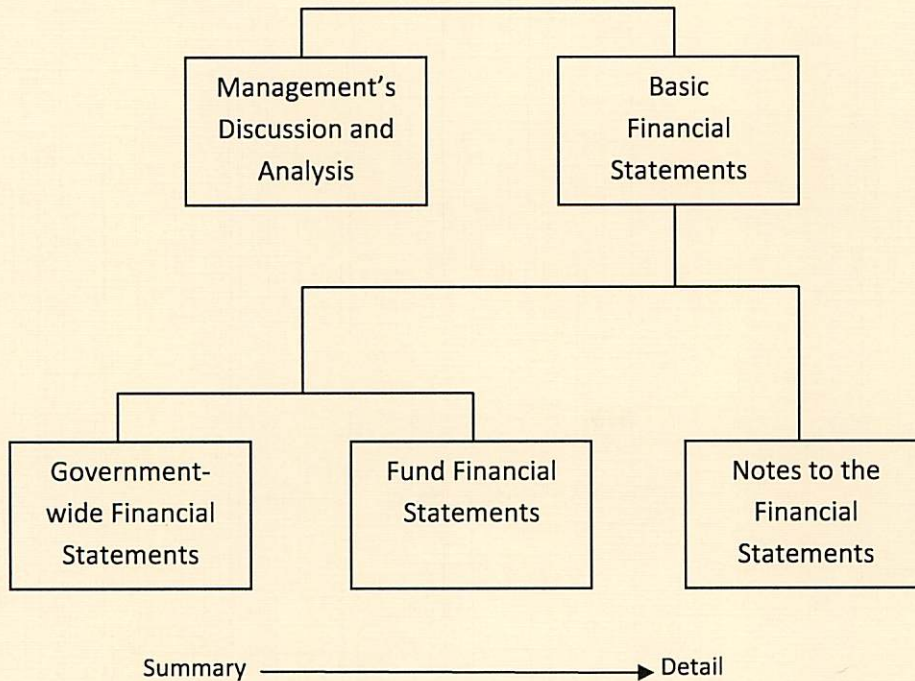 Management's
Discussion and
Analysis
Basic
Financial
Statements
Government-
wide Financial
Statements
Fund Financial
Statements
Notes to the
Financial
Statements
Summary
Detail